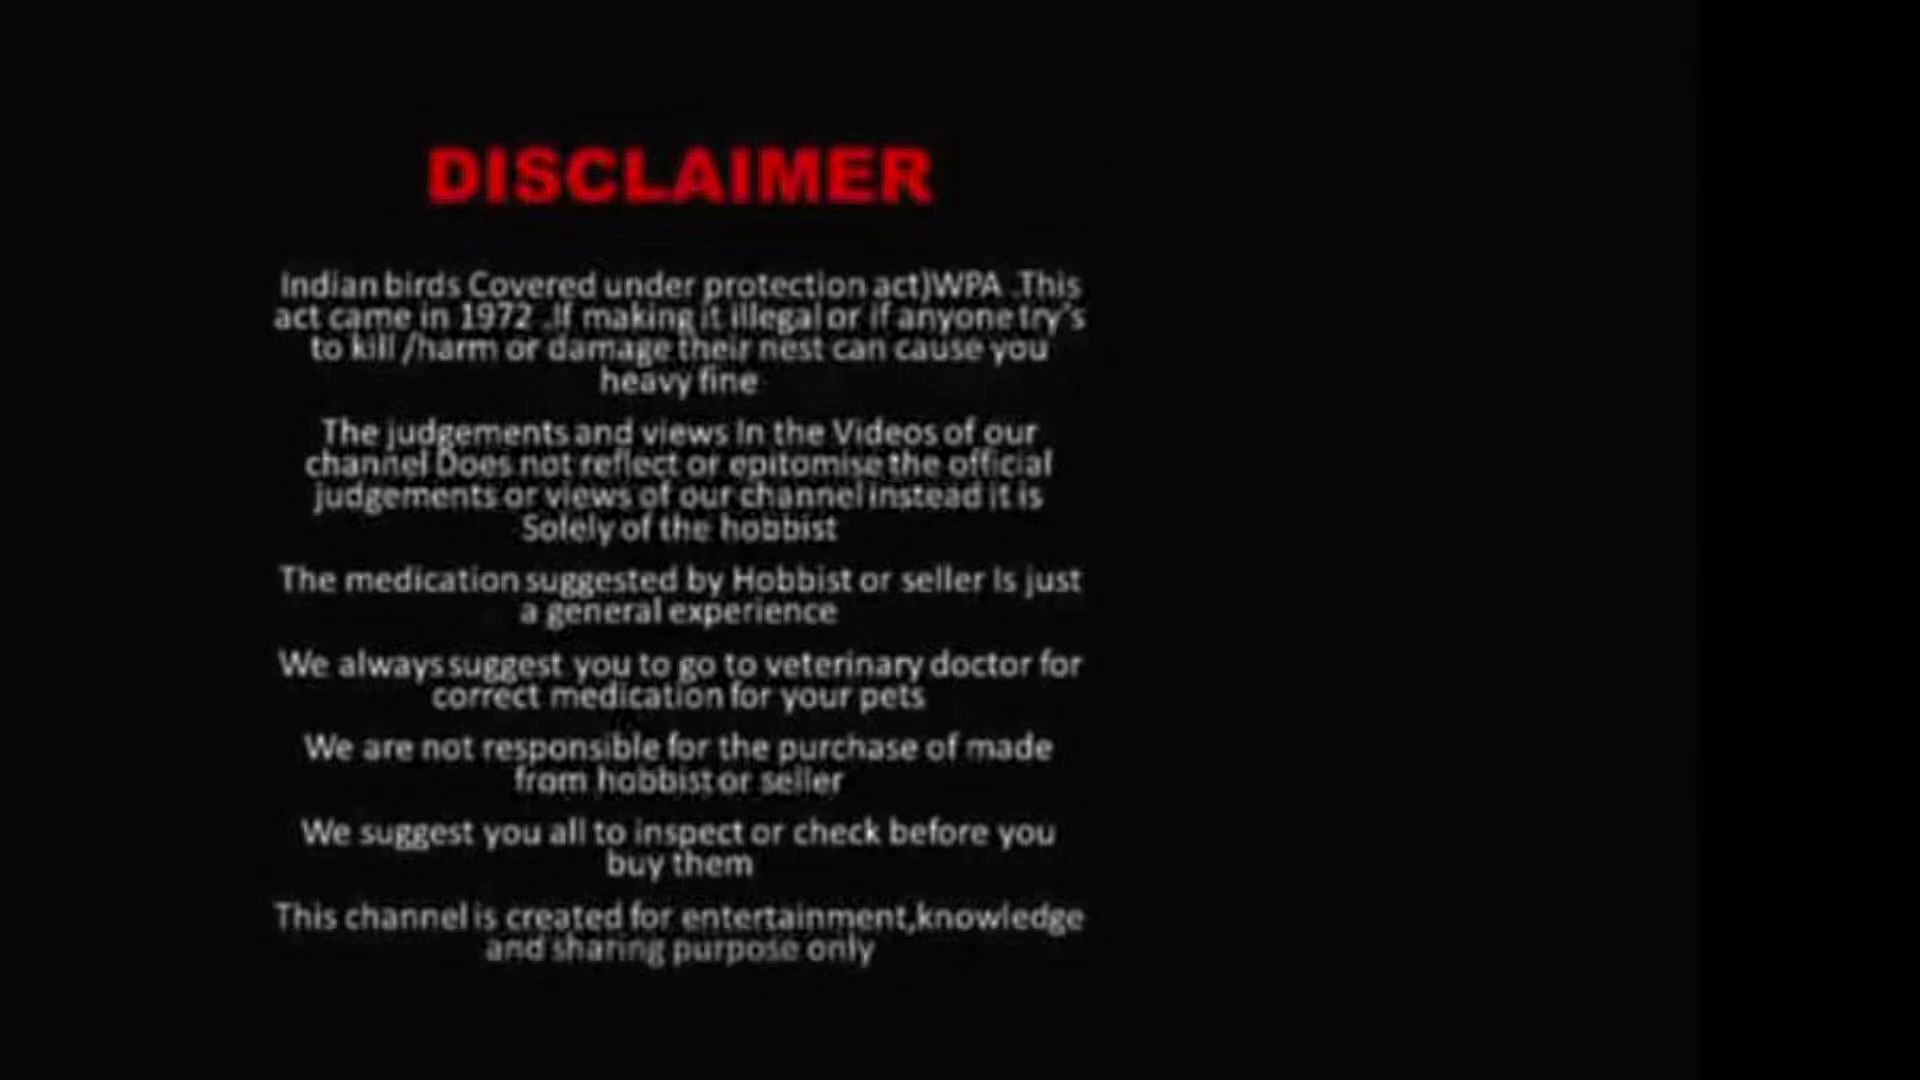 DISCLAIMER
Indian birds Covered under protection act)WPA .This
act came in 1972 .If making it illegal or if anyone try's
to kill /harm or damage their nest can cause you
heavy fine
The judgements and views In the Videos of our
channel Does not reflect or epitomise the official
judgements or views of our channel instead it is
Solely of the hobbist
The medication suggested by Hobbist or seller Is just
a general experience
We always suggest you to go to veterinary doctor for
correct medication for your pets
We are not responsible for the purchase of made
from hobbist or seller
We suggest you all to inspect or check before you
buy them
This channel is created for entertainment,knowledge
and sharing purpose only